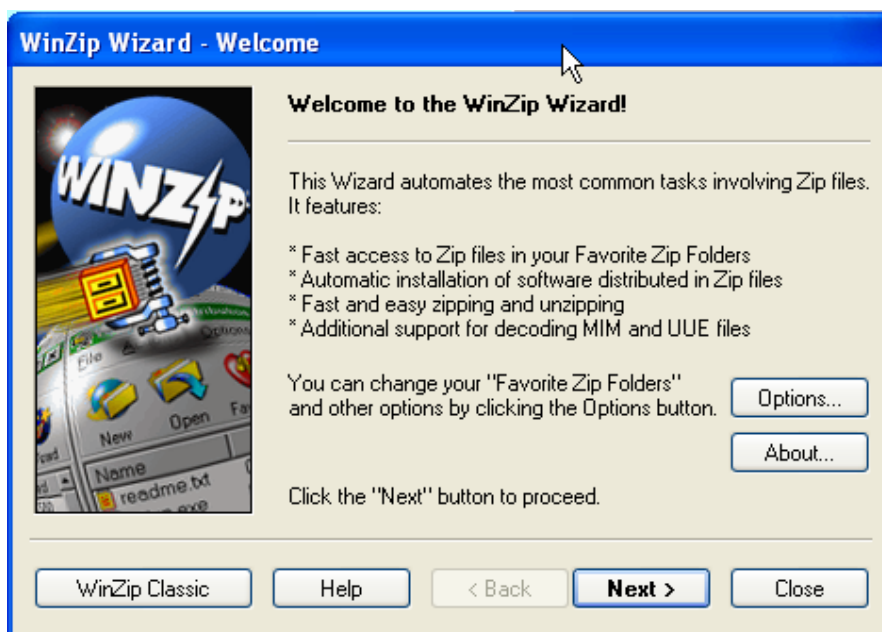 WinZip Wizard - Welcome
Welcome to the WinZip Wizard!
WINZIP
This Wizard automates the most common tasks involving Zip files.
It features:
* Fast access to Zip files in your Favorite Zip Folders
* Automatic installation of software distributed in Zip files
* Fast and easy zipping and unzipping
* Additional support for decoding MIM and UUE files
File
Options
New
Open
Name
readme.txt
You can change your "Favorite Zip Folders"
and other options by clicking the Options button.
Options...
About...
Click the "Next" button to proceed.
WinZip Classic
Help
< Back
Next >
Close